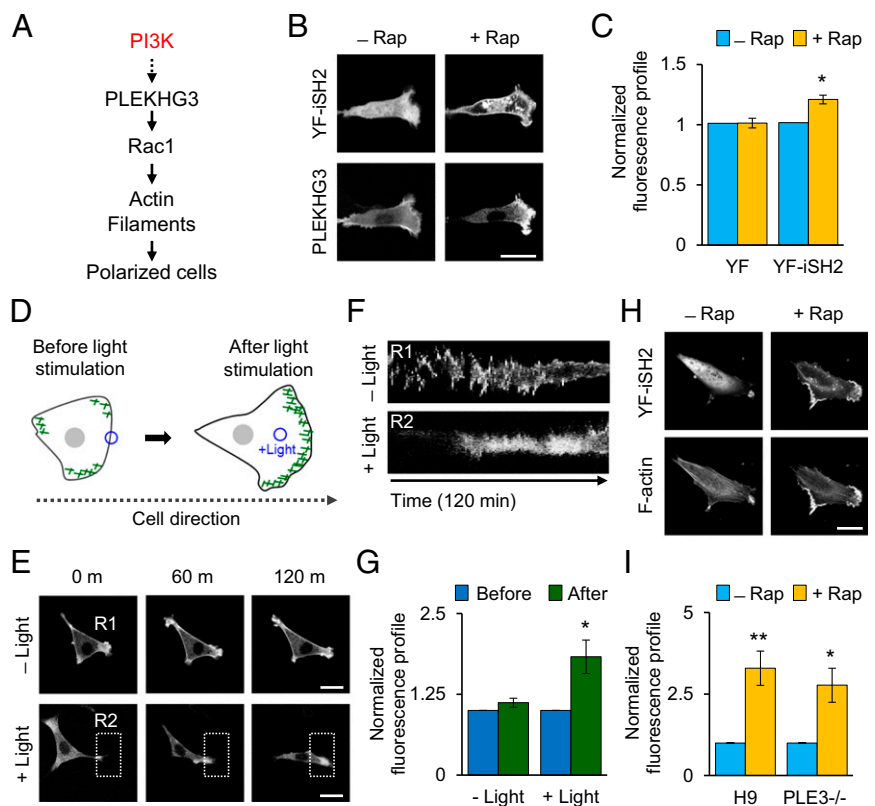 A
PI3K
PLEKHG3
Rac1
Actin
Filaments
Polarized cells
B
– Rap
+ Rap
YF-iSH2
PLEKHG3
C
– Rap
+ Rap
Normalized
fluorescence profile
1.5
1
0.5
0
*
YF
YF-iSH2
D
Before light
stimulation
After light
stimulation
+Light
Cell direction
E
0 m
60 m
120 m
– Light
R1
+ Light
R2
F
– Light
R1
+ Light
R2
Time (120 min)
G
Before
After
Normalized
fluorescence profile
2.5
1.25
0
*
- Light
+ Light
H
– Rap
+ Rap
YF-iSH2
F-actin
I
– Rap
+ Rap
Normalized
fluorescence profile
5
2.5
0
**
*
H9
PLE3-/-